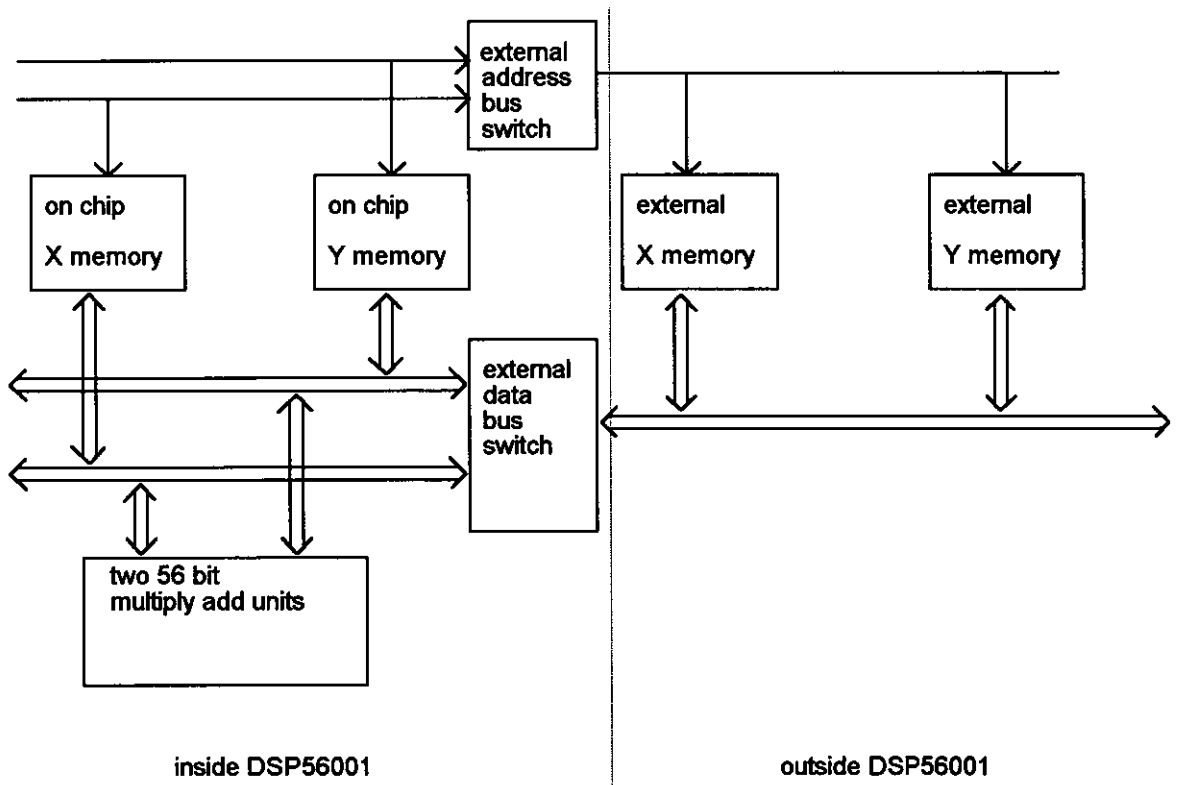 external
address
bus
switch
on chip
X memory
on chip
Y memory
external
X memory
external
Y memory
external
data
bus
switch
two 56 bit
multiply add units
inside DSP56001
outside DSP56001